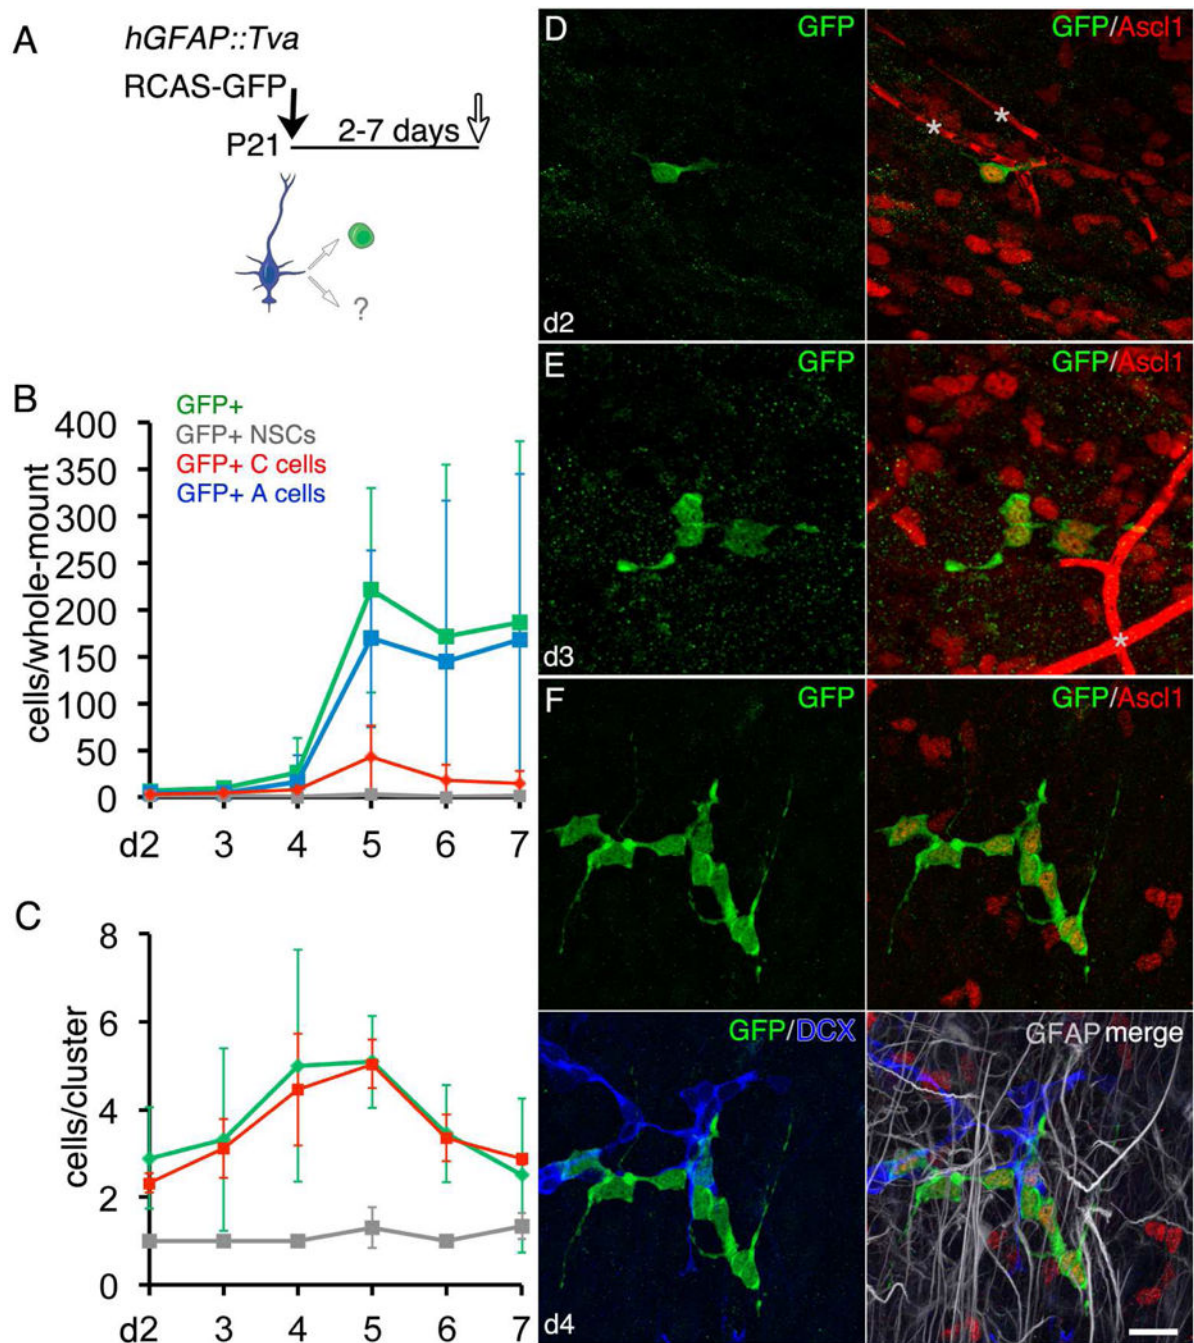 A
hGFAP::Tva
RCAS-GFP
P21
2-7 days
?
B
GFP+
GFP+ NSCs
GFP+ C cells
GFP+ A cells
cells/whole-mount
400
350
300
250
200
150
100
50
0
d2 3 4 5 6 7
C
cells/cluster
8
6
4
2
0
d2 3 4 5 6 7
D
GFP
GFP/Ascl1
*
*
d2
E
GFP
GFP/Ascl1
*
d3
F
GFP
GFP/Ascl1
GFP/DCX
GFAP merge
d4